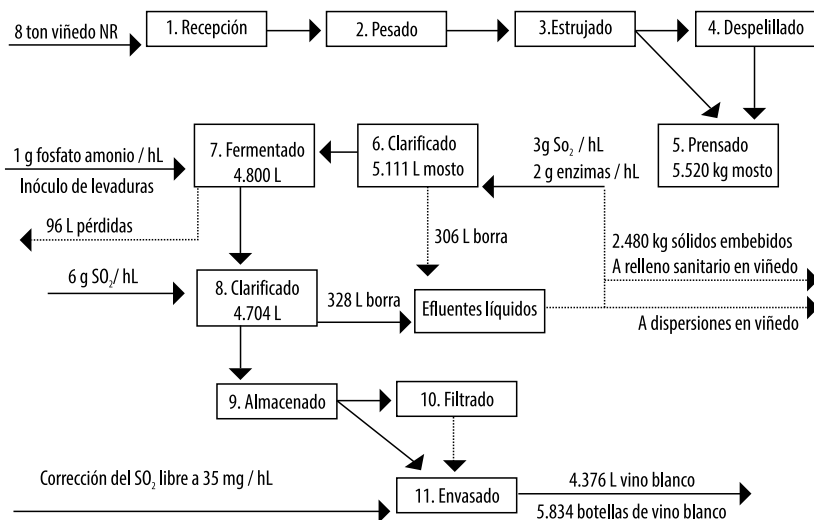 8 ton viñedo NR
1. Recepción
2. Pesado
3.Estrujado
4. Despelillado
1 g fosfato amonio / hL
Inóculo de levaduras
7. Fermentado
4.800 L
6. Clarificado
5.111 L mosto
3g So₂ / hL
2 g enzimas / hL
5. Prensado
5.520 kg mosto
96 L pérdidas
306 L borra
2.480 kg sólidos embebidos
A relleno sanitario en viñedo
6 g SO₂/ hL
8. Clarificado
4.704 L
328 L borra
Efluentes líquidos
A dispersiones en viñedo
9. Almacenado
10. Filtrado
Corrección del SO₂ libre a 35 mg / hL
11. Envasado
4.376 L vino blanco
5.834 botellas de vino blanco